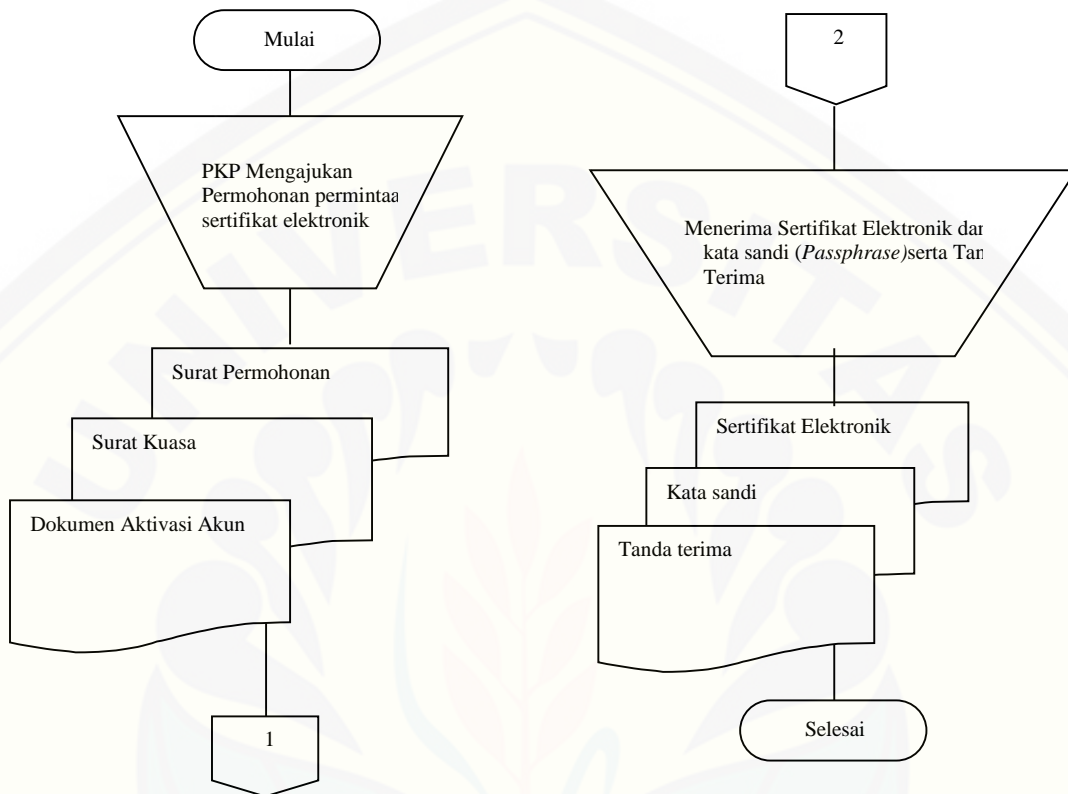 Mulai
PKP Mengajukan
Permohonan permintaa
sertifikat elektronik
Surat Permohonan
Surat Kuasa
Dokumen Aktivasi Akun
1
2
Menerima Sertifikat Elektronik dar
kata sandi (Passphrase)serta Tan
Terima
Sertifikat Elektronik
Kata sandi
Tanda terima
Selesai
UNIVERSITAS